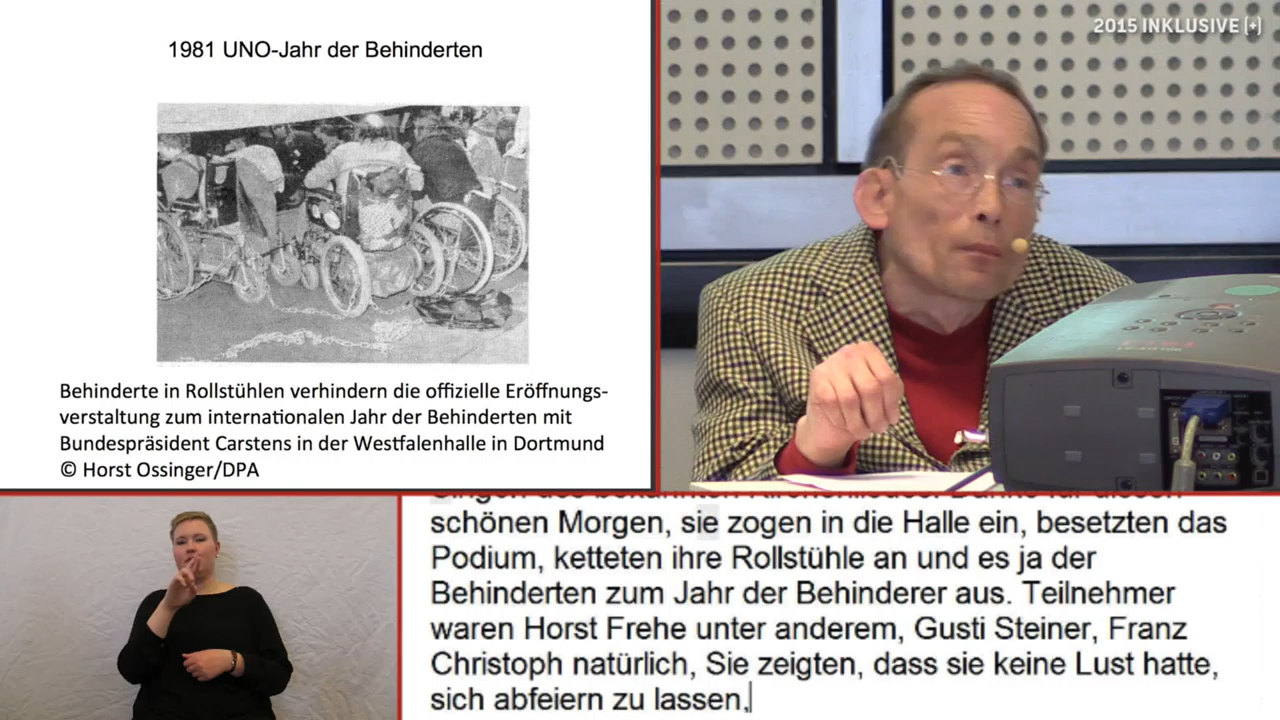 1981 UNO-Jahr der Behinderten
2015 INKLUSIVE [+]
Behinderte in Rollstühlen verhindern die offizielle Eröffnungs-
verstaltung zum internationalen Jahr der Behinderten mit
Bundespräsident Carstens in der Westfalenhalle in Dortmund
© Horst Ossinger/DPA
schönen Morgen, sie zogen in die Halle ein, besetzten das
Podium, ketteten ihre Rollstühle an und es ja der
Behinderten zum Jahr der Behinderer aus. Teilnehmer
waren Horst Frehe unter anderem, Gusti Steiner, Franz
Christoph natürlich, Sie zeigten, dass sie keine Lust hatte,
sich abfeiern zu lassen,